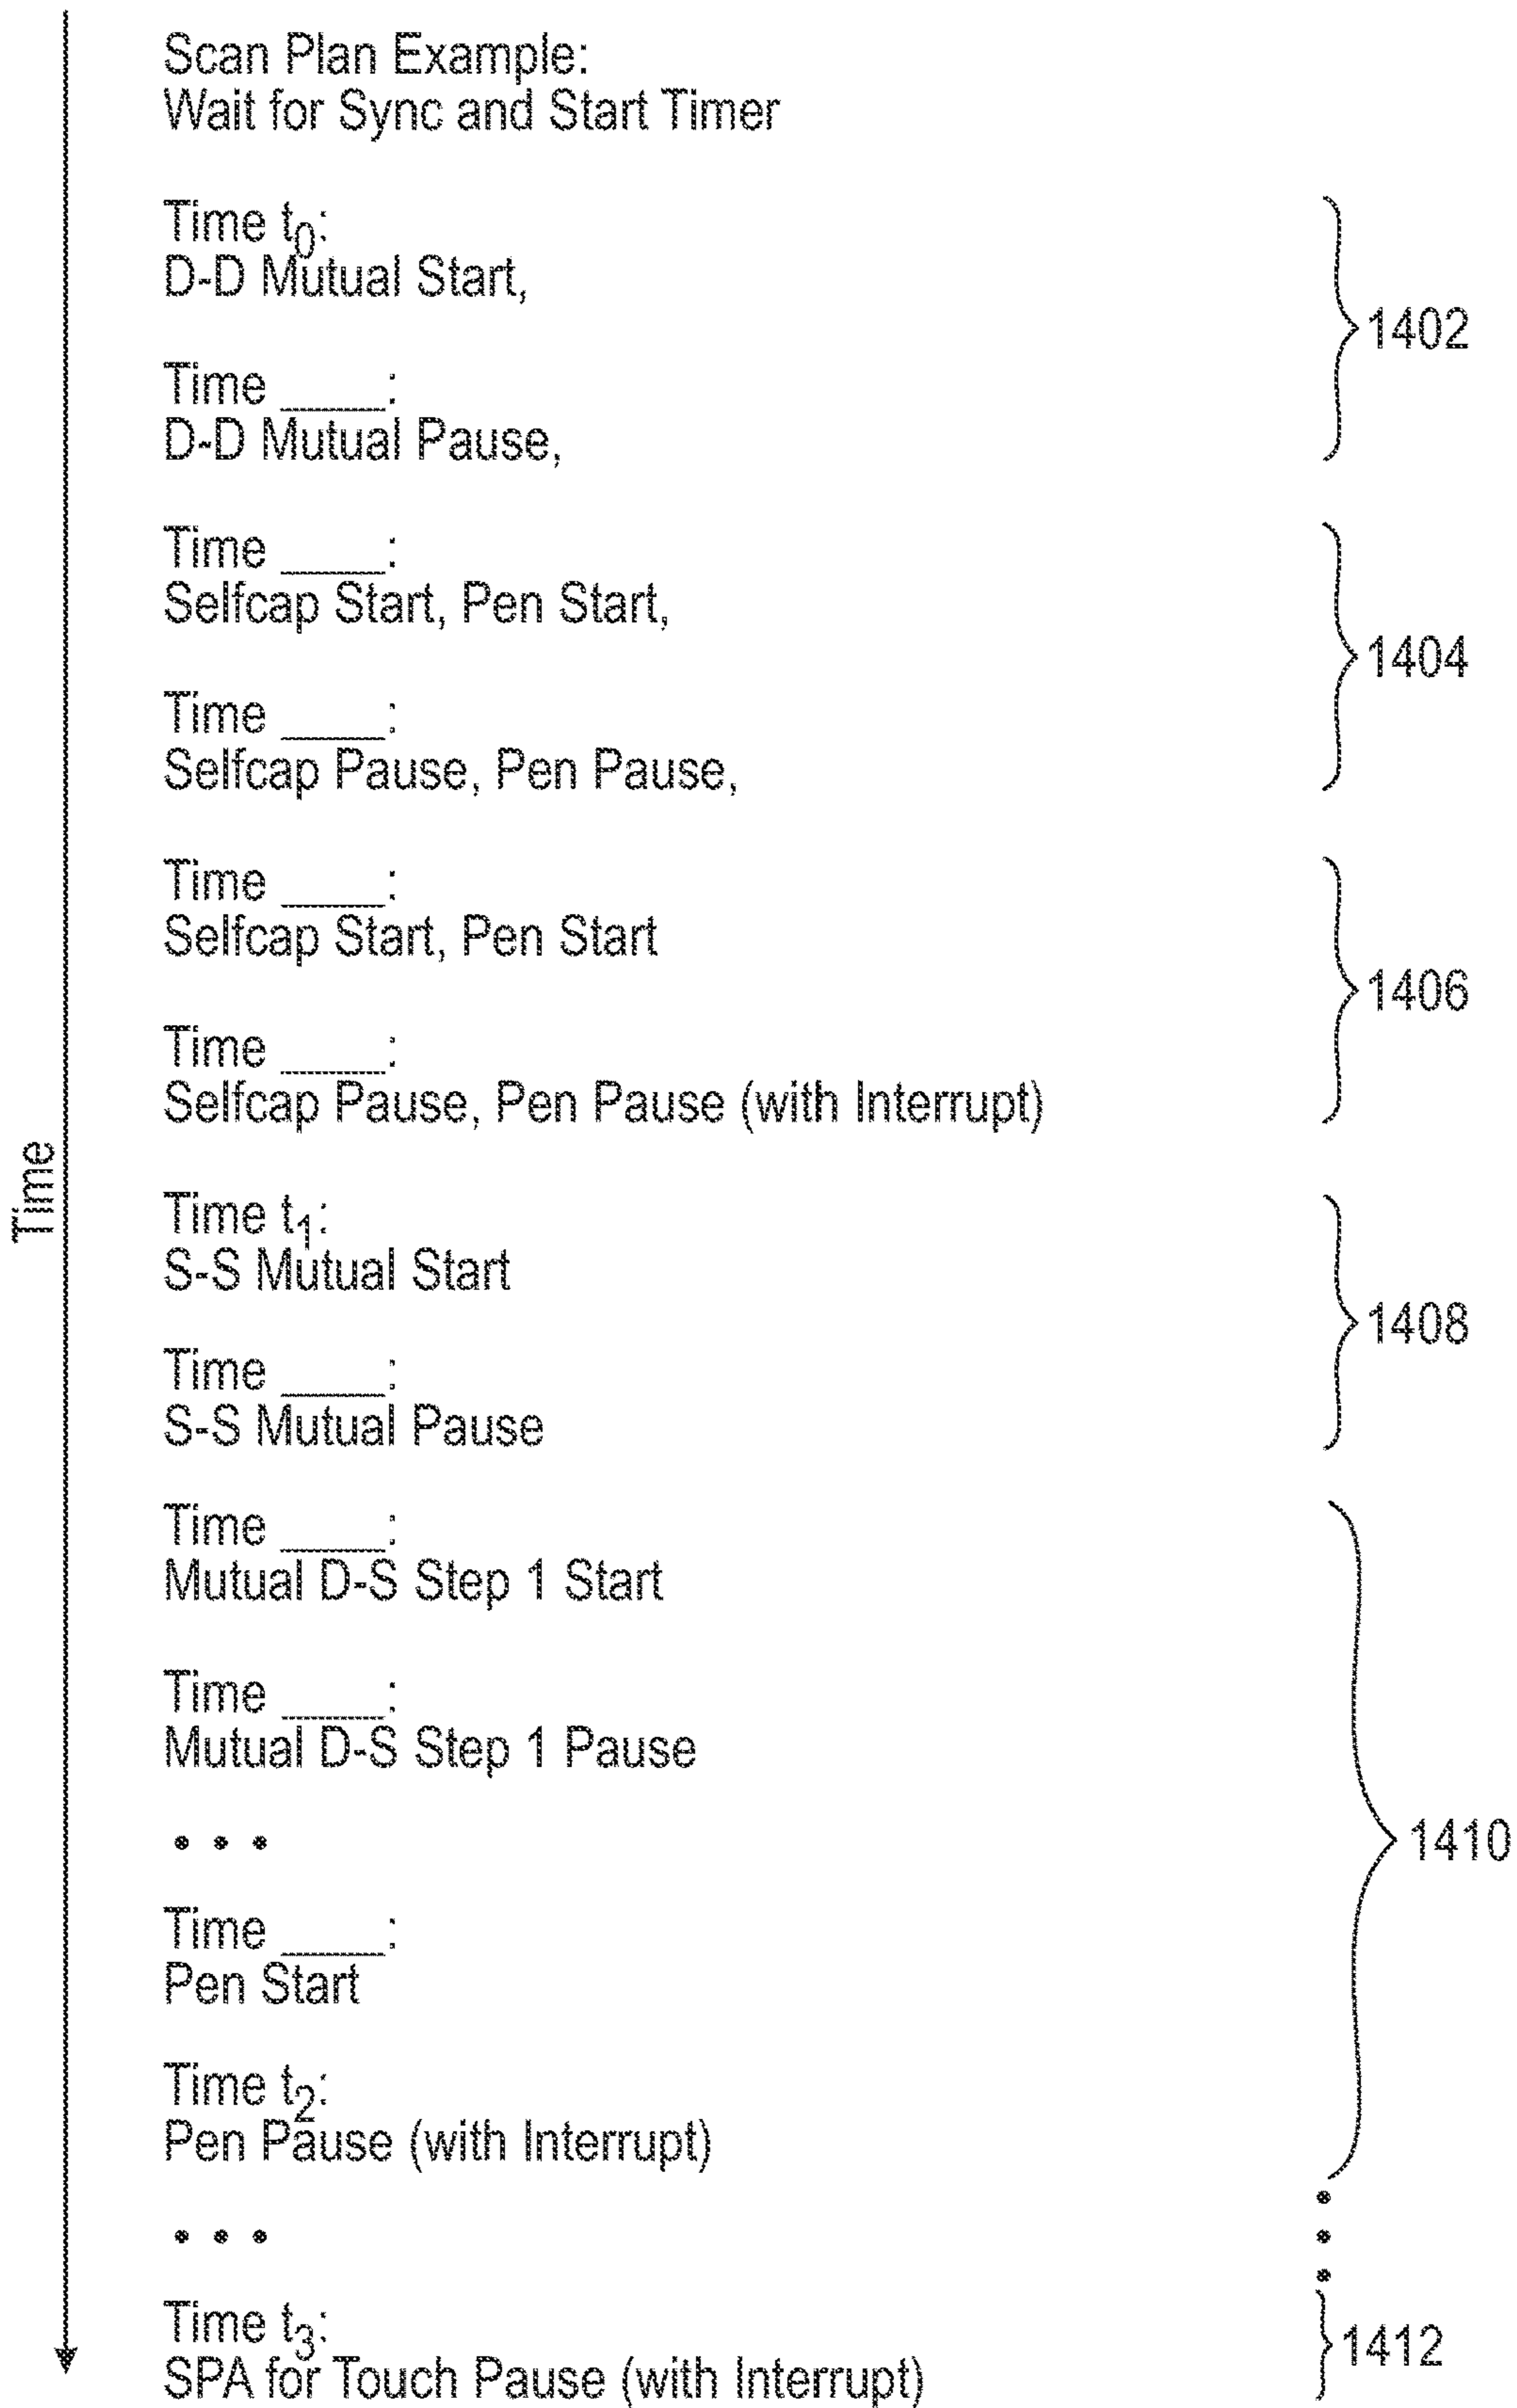 Scan Plan Example:
Wait for Sync and Start Timer
Time t0:
D-D Mutual Start,
1402
Time ____:
D-D Mutual Pause,
Time ____:
Selfcap Start, Pen Start,
1404
Time ____:
Selfcap Pause, Pen Pause,
Time ____:
Selfcap Start, Pen Start
1406
Time ____:
Selfcap Pause, Pen Pause (with Interrupt)
Time
Time t1:
S-S Mutual Start
1408
Time ____:
S-S Mutual Pause
Time ____:
Mutual D-S Step 1 Start
Time ____:
Mutual D-S Step 1 Pause
• • •
1410
Time ____:
Pen Start
Time t2:
Pen Pause (with Interrupt)
• • •
Time t3:
SPA for Touch Pause (with Interrupt)
1412